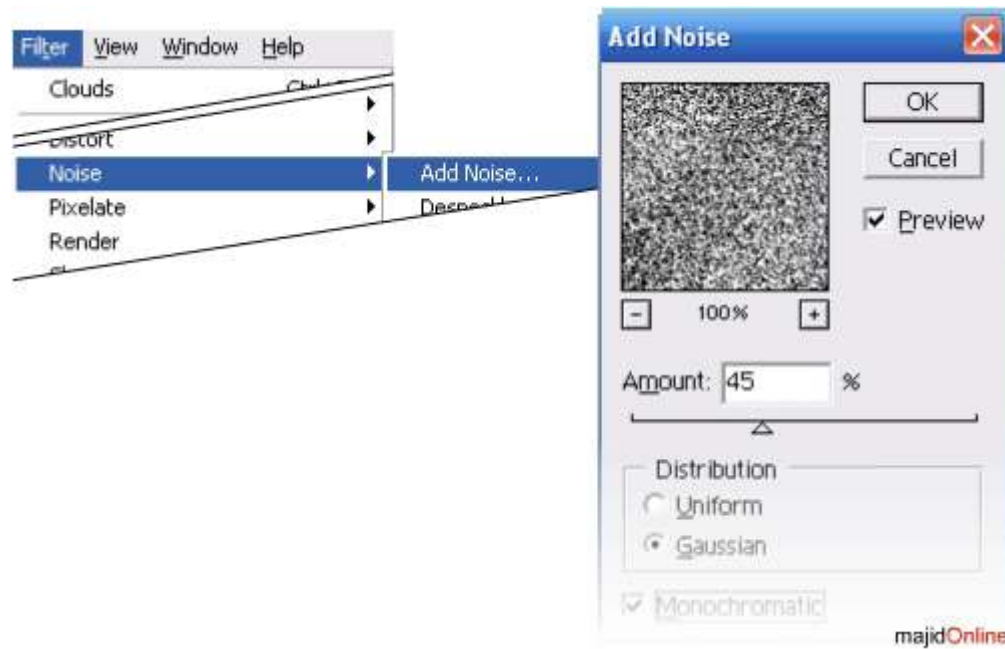 Filter View Window Help
Clouds
Distort
Noise
Pixelate
Render
Add Noise...
Add Noise
OK
Cancel
Preview
100%
Amount: 45 %
Distribution
Uniform
Gaussian
Monochromatic
majidOnline